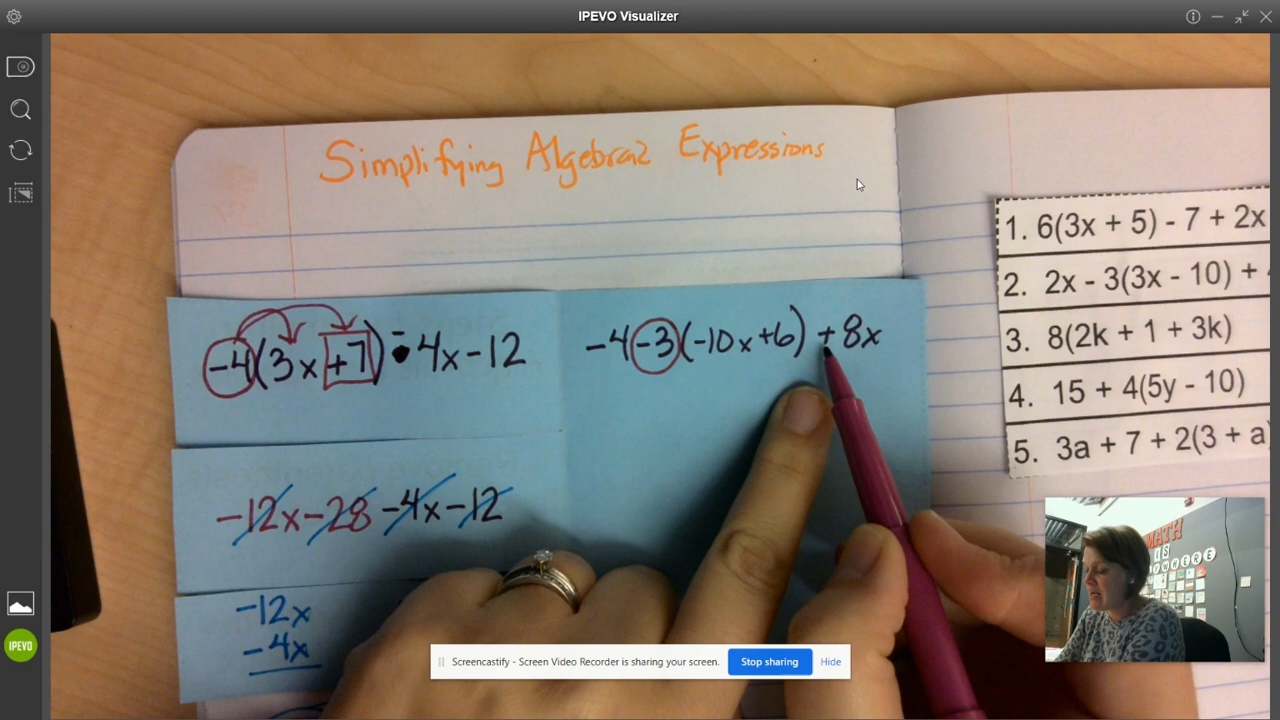 IPEVO Visualizer
Simplifying Algebra2 Expressions
-4(3x +7) - 4x - 12
-12x - 28 - 4x - 12
-12x
-4x
-4 -3(-10x +6) + 8x
1. 6(3x + 5) - 7 + 2x
2. 2x - 3(3x - 10) +
3. 8(2k + 1 + 3k)
4. 15 + 4(5y - 10)
5. 3a + 7 + 2(3 + a)
MATH
IS
IPEVO
Screencastify - Screen Video Recorder is sharing your screen.
Stop sharing
Hide